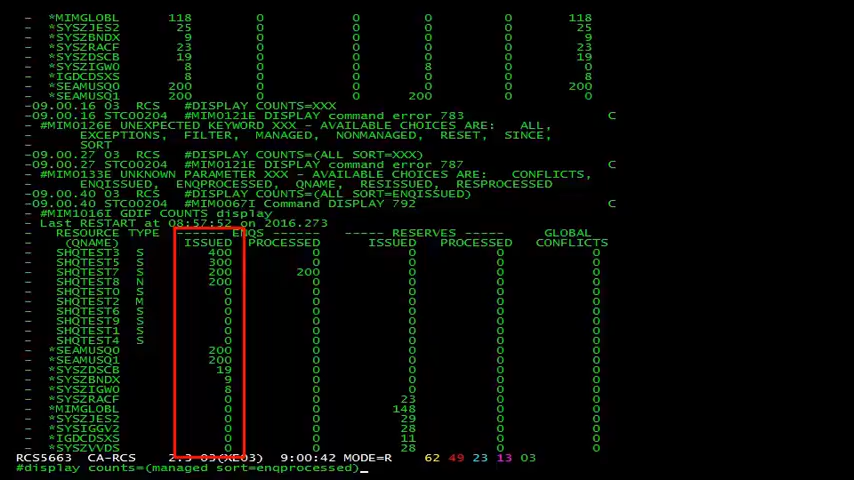 - *MIMGLOBL 118 0 0 0 0 118
- *SYSZJES2 25 0 0 0 0 25
- *SYSZBNDX 9 0 0 0 0 9
- *SYSZRACF 23 0 0 0 0 23
- *SYSZDSCB 19 0 0 0 0 19
- *SYSZIGW0 8 0 0 8 0 0
- *IGDCDSXS 8 0 0 0 0 8
- *SEAMUSQ0 200 0 0 0 0 200
- *SEAMUSQ1 200 0 0 200 0 0
-09.00.16 03 RCS #DISPLAY COUNTS=XXX
-09.00.16 STC00204 #MIM0121E DISPLAY command error 783 C
- #MIM0126E UNEXPECTED KEYWORD XXX - AVAILABLE CHOICES ARE: ALL,
- EXCEPTIONS, FILTER, MANAGED, NONMANAGED, RESET, SINCE,
- SORT
-09.00.27 03 RCS #DISPLAY COUNTS=(ALL SORT=XXX)
-09.00.27 STC00204 #MIM0121E DISPLAY command error 787 C
- #MIM0133E UNKNOWN PARAMETER XXX - AVAILABLE CHOICES ARE: CONFLICTS,
- ENQISSUED, ENQPROCESSED, QNAME, RESISSUED, RESPROCESSED
-09.00.40 03 RCS #DISPLAY COUNTS=(ALL SORT=ENQISSUED)
-09.00.40 STC00204 #MIM0067I Command DISPLAY 792 C
- #MIM1016I GDIF COUNTS display
- Last RESTART at 08:57:52 on 2016.273
- RESOURCE TYPE ------ ENQS ------ ----- RESERVES ----- GLOBAL
- (QNAME) ISSUED PROCESSED ISSUED PROCESSED CONFLICTS
- SHQTEST3 S 400 0 0 0 0
- SHQTEST5 S 300 0 0 0 0
- SHQTEST7 S 200 200 0 0 0
- SHQTEST8 N 200 0 0 0 0
- SHQTEST0 S 0 0 0 0 0
- SHQTEST2 M 0 0 0 0 0
- SHQTEST6 S 0 0 0 0 0
- SHQTEST9 S 0 0 0 0 0
- SHQTEST1 S 0 0 0 0 0
- SHQTEST4 S 0 0 0 0 0
- *SEAMUSQ0 200 0 0 0 0
- *SEAMUSQ1 200 0 0 0 0
- *SYSZDSCB 19 0 0 0 0
- *SYSZBNDX 9 0 0 0 0
- *SYSZIGW0 8 0 0 0 0
- *SYSZRACF 0 0 23 0 0
- *MIMGLOBL 0 0 148 0 0
- *SYSZJES2 0 0 29 0 0
- *SYSIGGV2 0 0 28 0 0
- *IGDCDSXS 0 0 11 0 0
- *SYSZVVDS 0 0 28 0 0
RCS5663 CA-RCS 2.3 03(XE03) 9:00:42 MODE=R 62 49 23 13 03
#display counts=(managed sort=enqprocessed)_